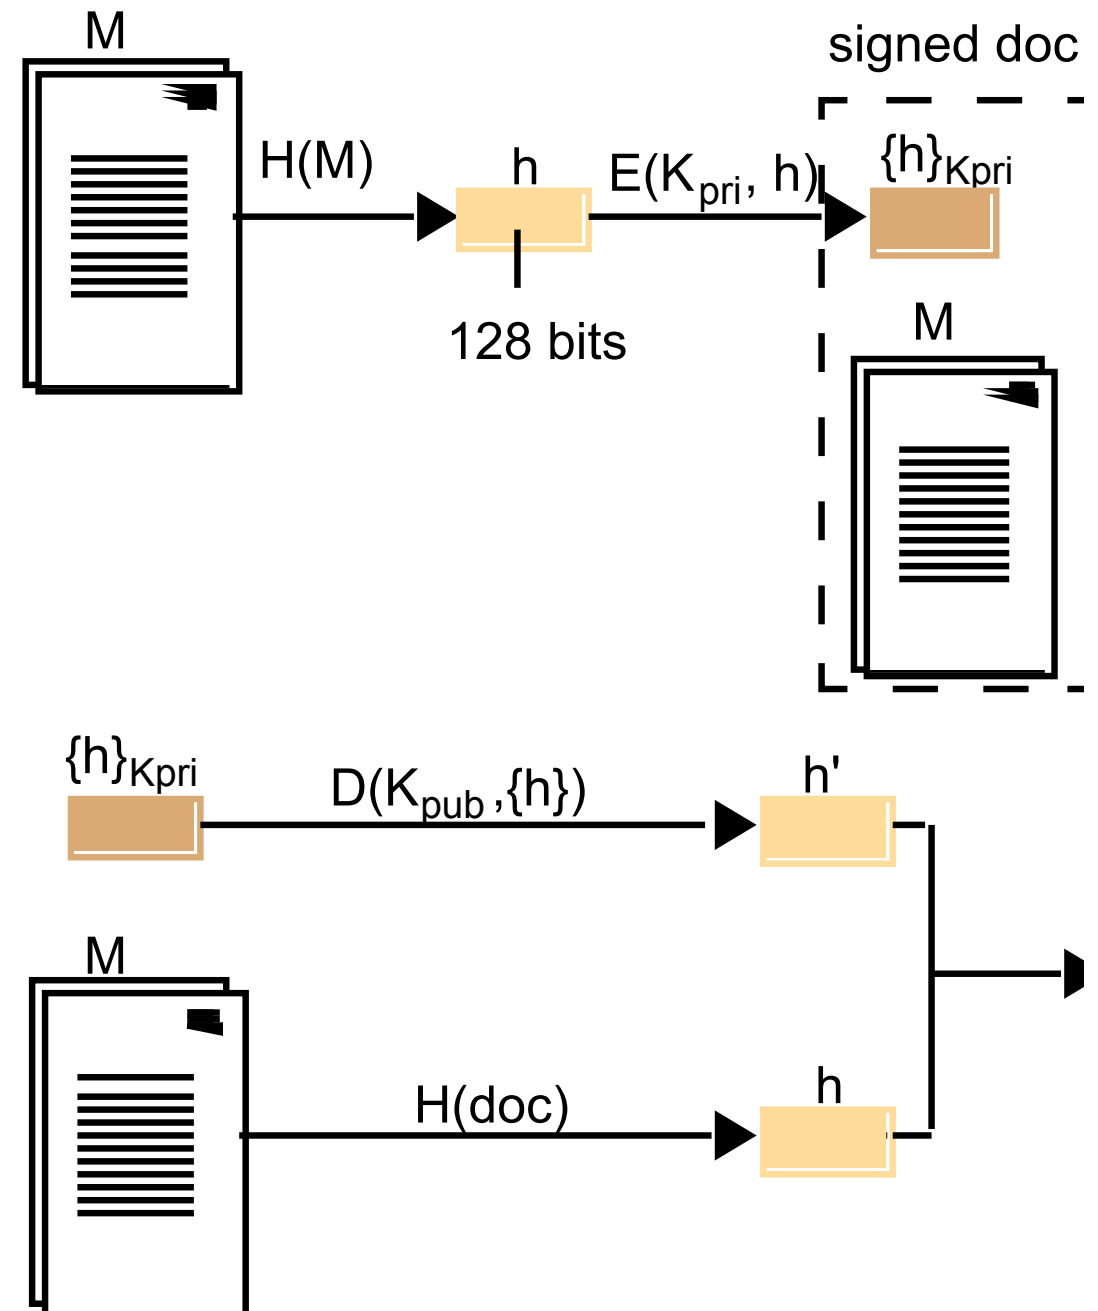 M
signed doc
H(M)
h
E(Kpri, h)
{h}Kpri
128 bits
M
{h}Kpri
D(Kpub,{h})
h'
M
H(doc)
h